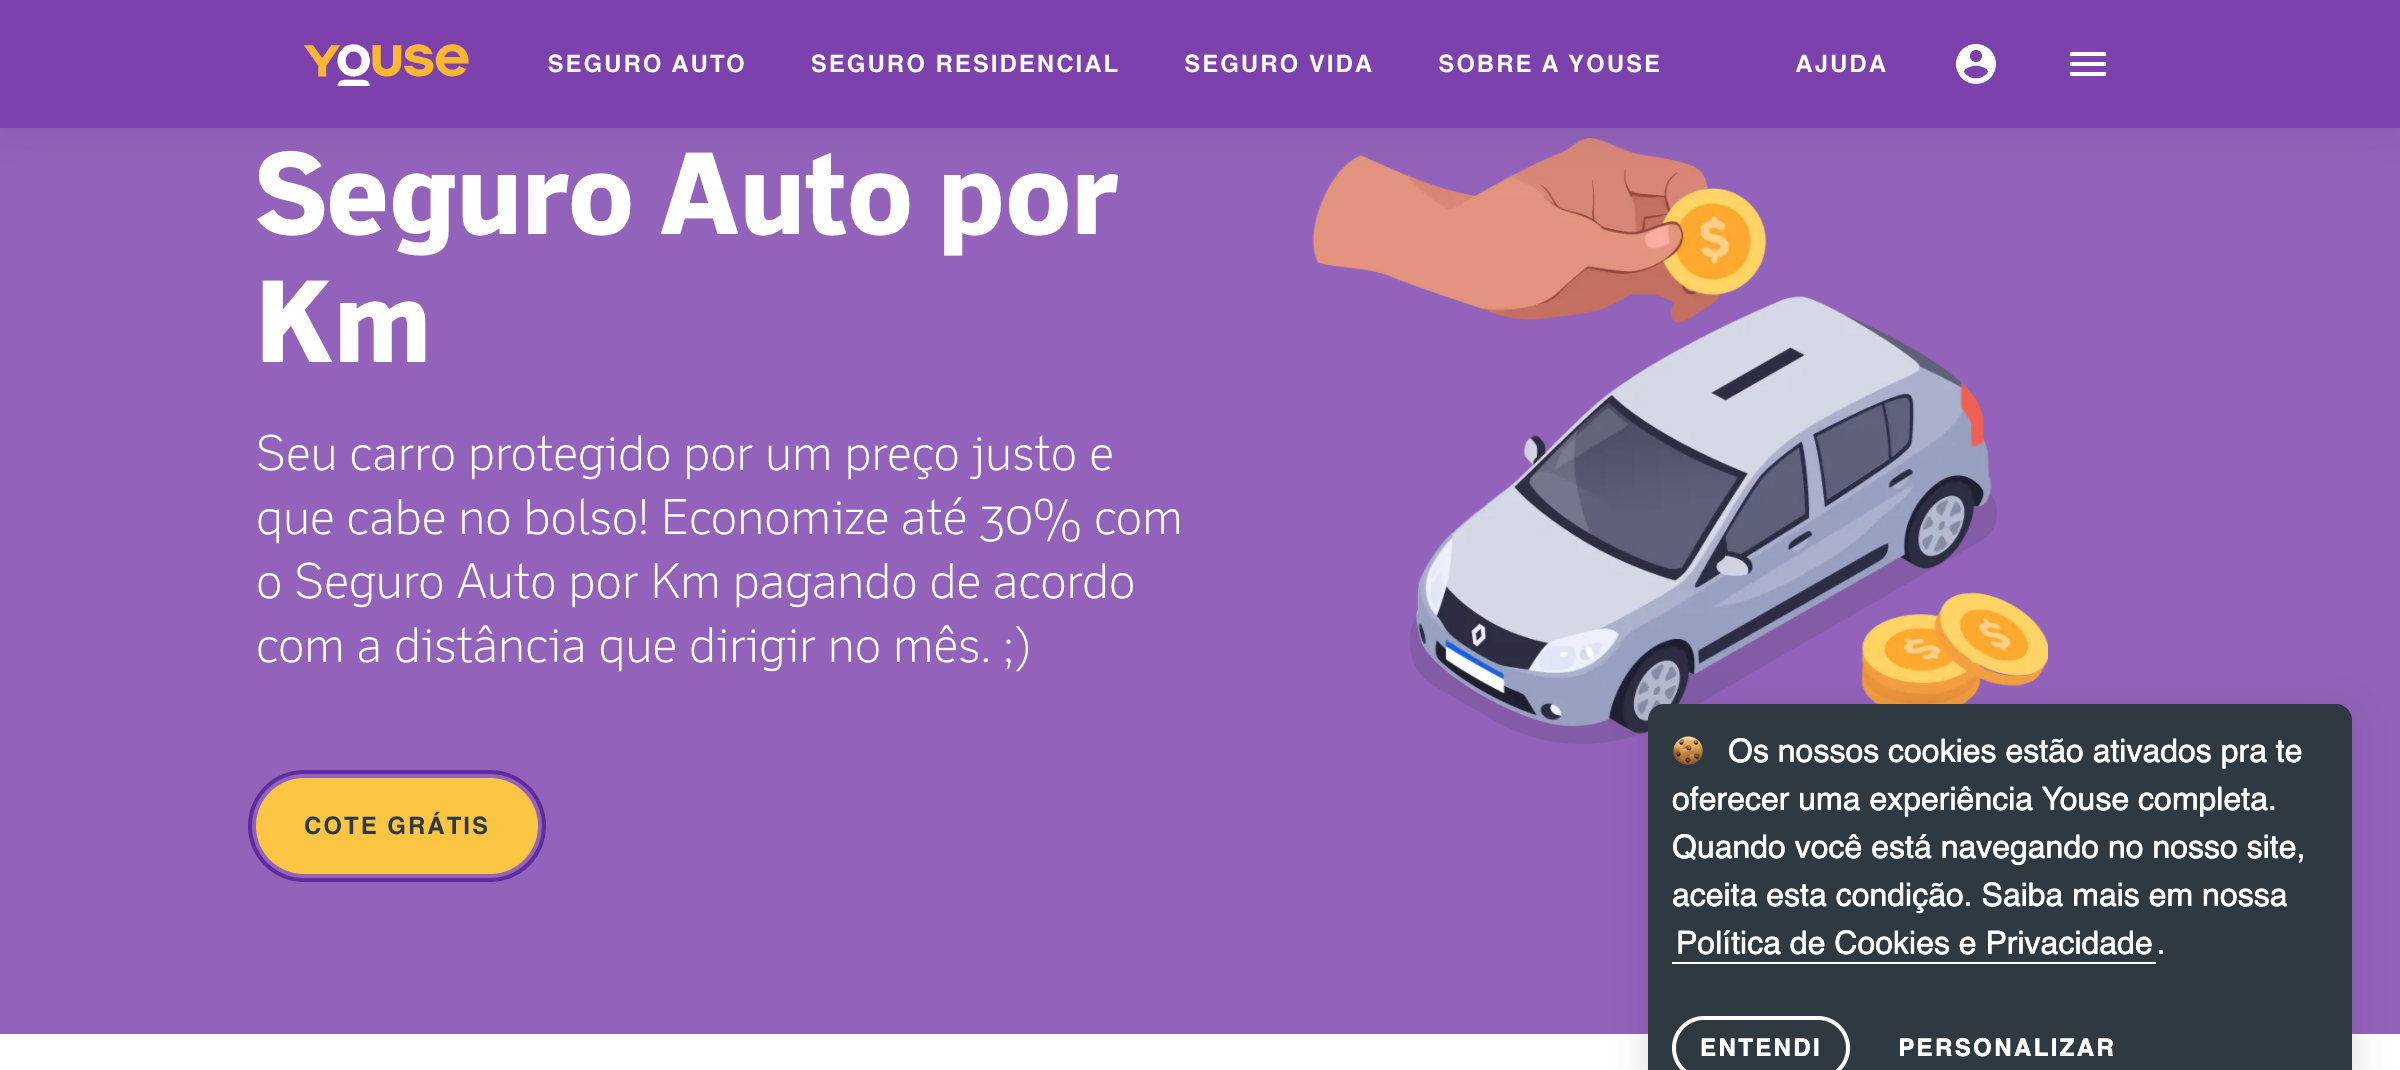 youse
SEGURO AUTO
SEGURO RESIDENCIAL
SEGURO VIDA
SOBRE A YOUSE
AJUDA
Seguro Auto por
Km
Seu carro protegido por um preço justo e
que cabe no bolso! Economize até 30% com
o Seguro Auto por Km pagando de acordo
com a distância que dirigir no mês. ;)
COTE GRÁTIS
$
$
$
🍪 Os nossos cookies estão ativados pra te
oferecer uma experiência Youse completa.
Quando você está navegando no nosso site,
aceita esta condição. Saiba mais em nossa
Política de Cookies e Privacidade.
ENTENDI
PERSONALIZAR